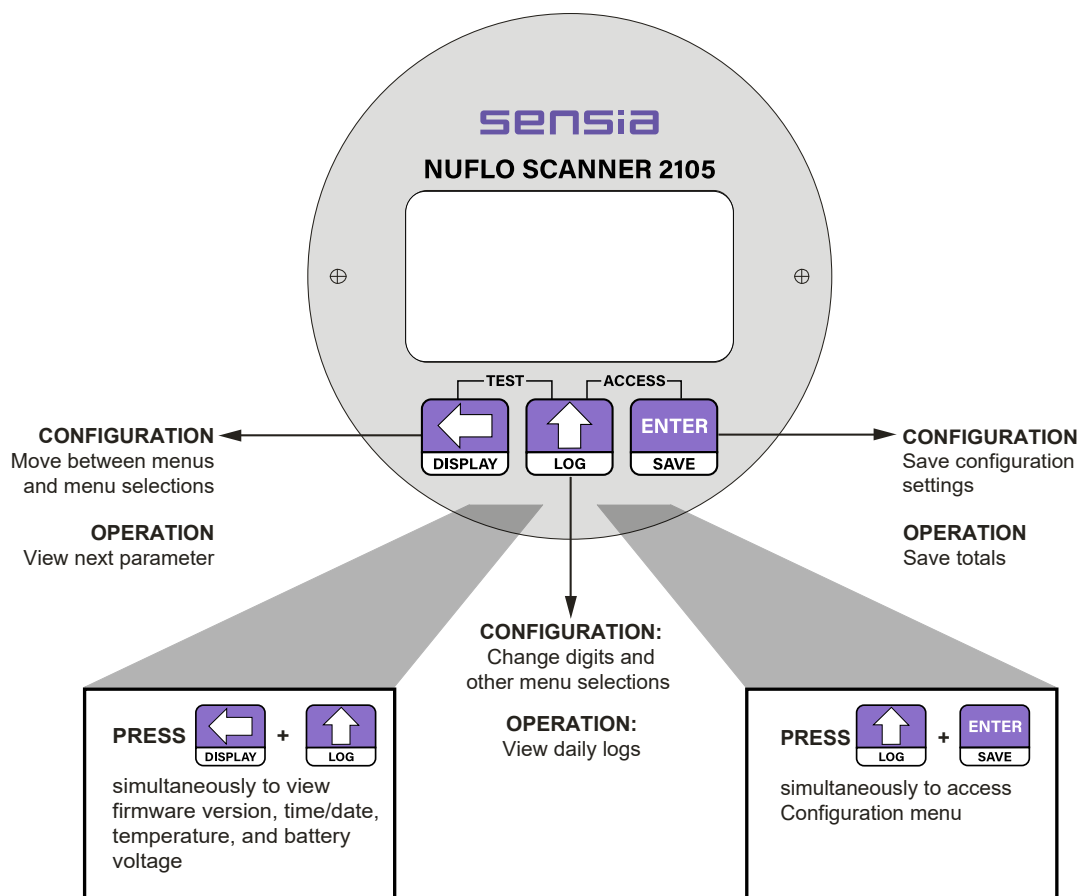 sensia
NUFLO SCANNER 2105
TEST
ACCESS
DISPLAY
LOG
ENTER
SAVE
CONFIGURATION
Move between menus
and menu selections
OPERATION
View next parameter
CONFIGURATION:
Change digits and
other menu selections
OPERATION:
View daily logs
CONFIGURATION
Save configuration
settings
OPERATION
Save totals
PRESS DISPLAY + LOG
simultaneously to view
firmware version, time/date,
temperature, and battery
voltage
PRESS LOG + ENTER SAVE
simultaneously to access
Configuration menu